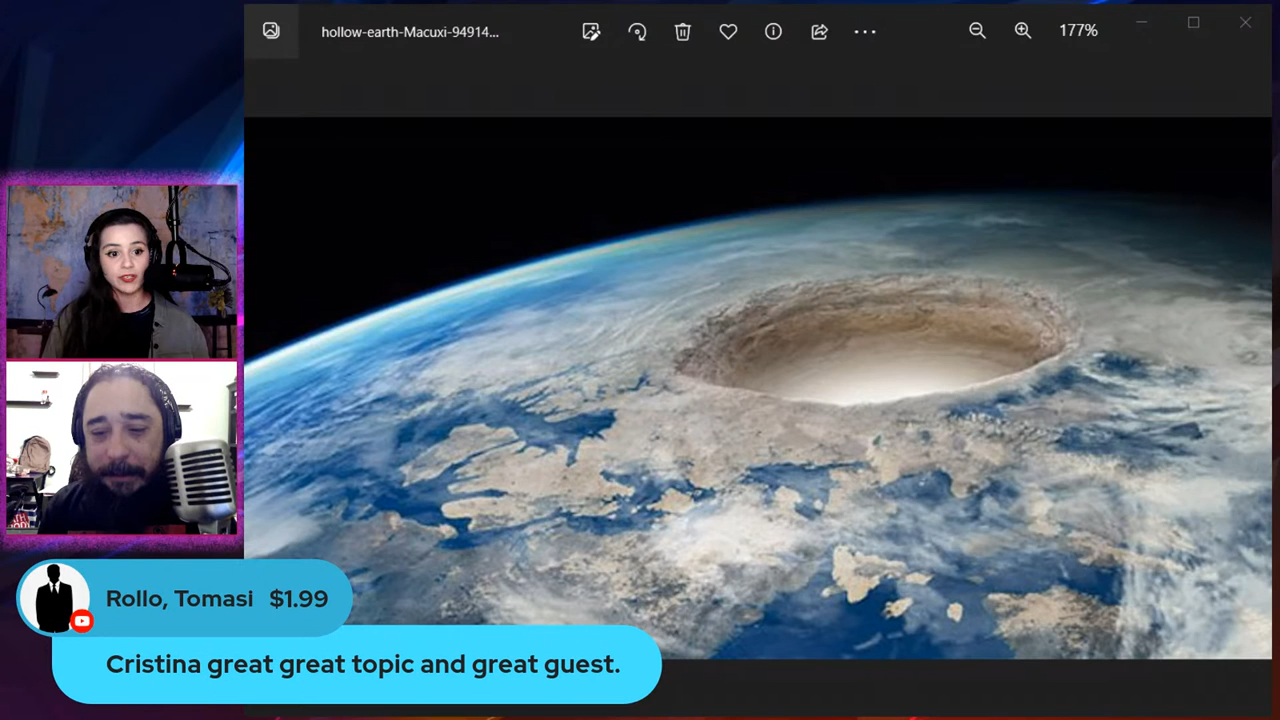 hollow-earth-Macuxi-94914...
177%
Rollo, Tomasi $1.99
Cristina great great topic and great guest.